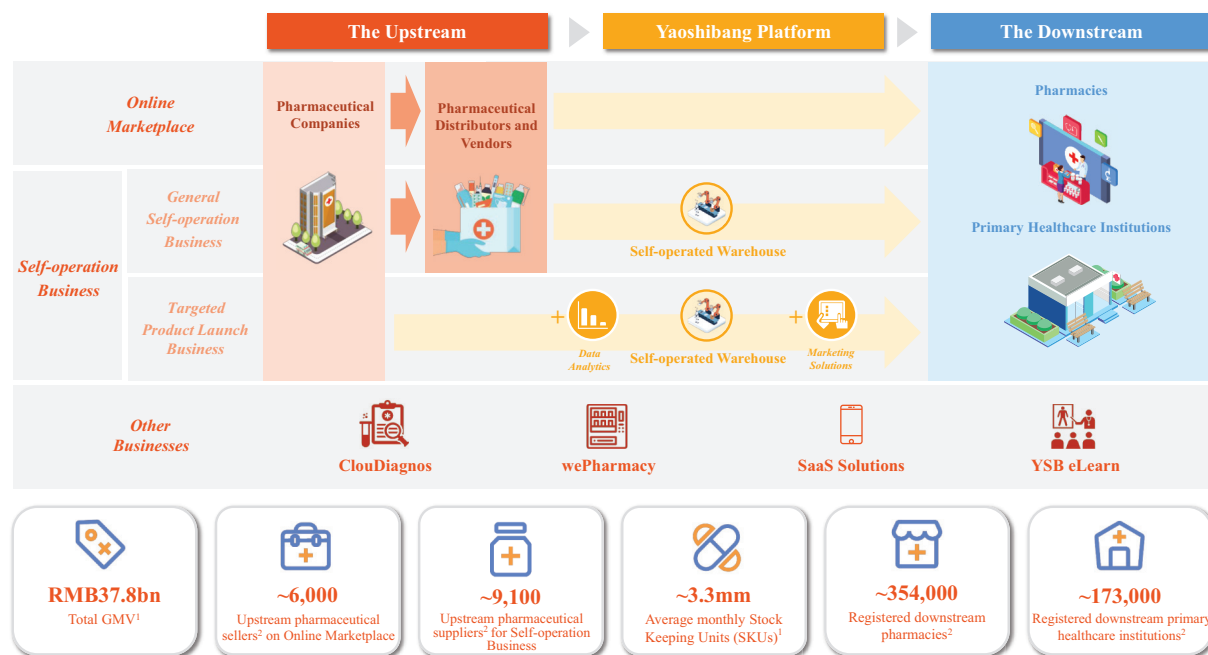 The Upstream
Yaoshibang Platform
The Downstream
Online
Marketplace
Pharmaceutical
Companies
Pharmaceutical
Distributors and
Vendors
Pharmacies
Self-operation
Business
General
Self-operation
Business
Self-operated Warehouse
Primary Healthcare Institutions
Targeted
Product Launch
Business
+
Data
Analytics
Self-operated Warehouse
+
Marketing
Solutions
Other
Businesses
ClouDiagnos
wePharmacy
SaaS Solutions
YSB eLearn
RMB37.8bn
Total GMV¹
~6,000
Upstream pharmaceutical
sellers² on Online Marketplace
~9,100
Upstream pharmaceutical
suppliers² for Self-operation
Business
~3.3mm
Average monthly Stock
Keeping Units (SKUs)¹
~354,000
Registered downstream
pharmacies²
~173,000
Registered downstream primary
healthcare institutions²